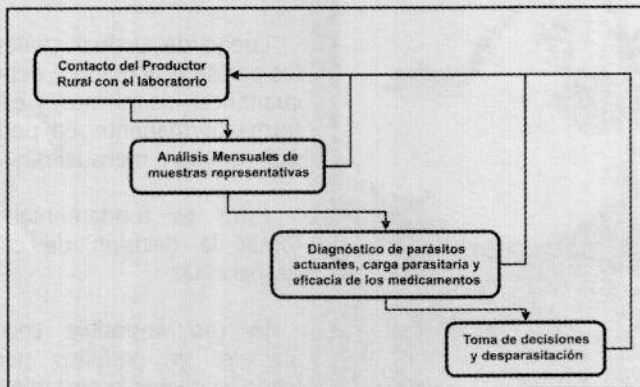 Contacto del Productor
Rural con el laboratorio
Análisis Mensuales de
muestras representativas
Diagnóstico de parásitos
actuantes, carga parasitaria y
eficacia de los medicamentos
Toma de decisiones
y desparasitación